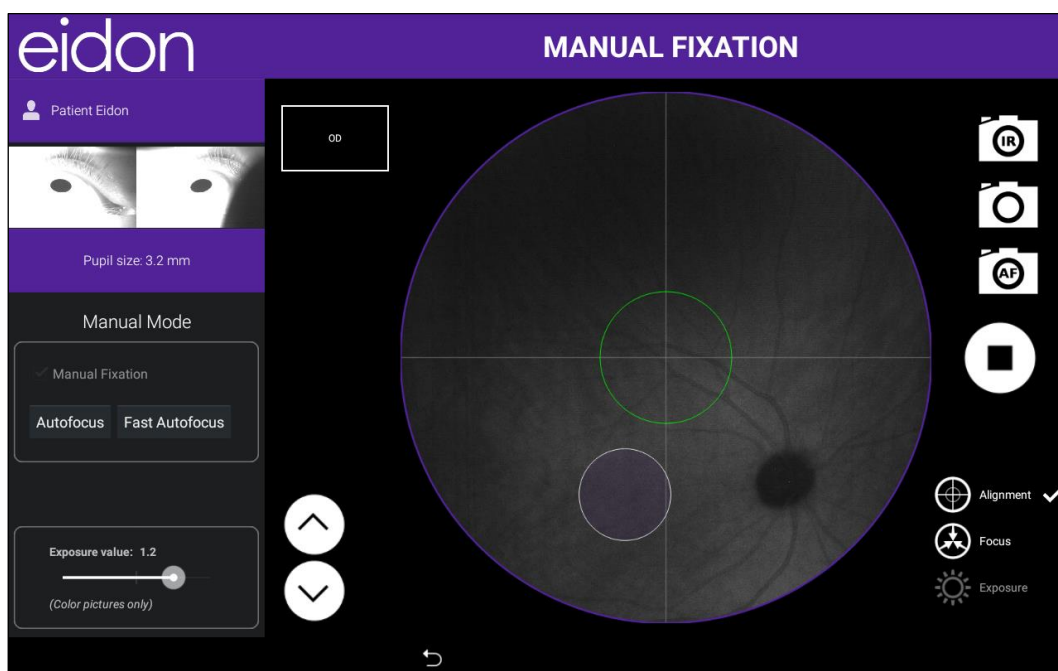 eidon
MANUAL FIXATION
Patient Eidon
OD
IR
Pupil size: 3.2 mm
AF
Manual Mode
Manual Fixation
Autofocus Fast Autofocus
Alignment
Focus
Exposure value: 1.2
Exposure
(Color pictures only)